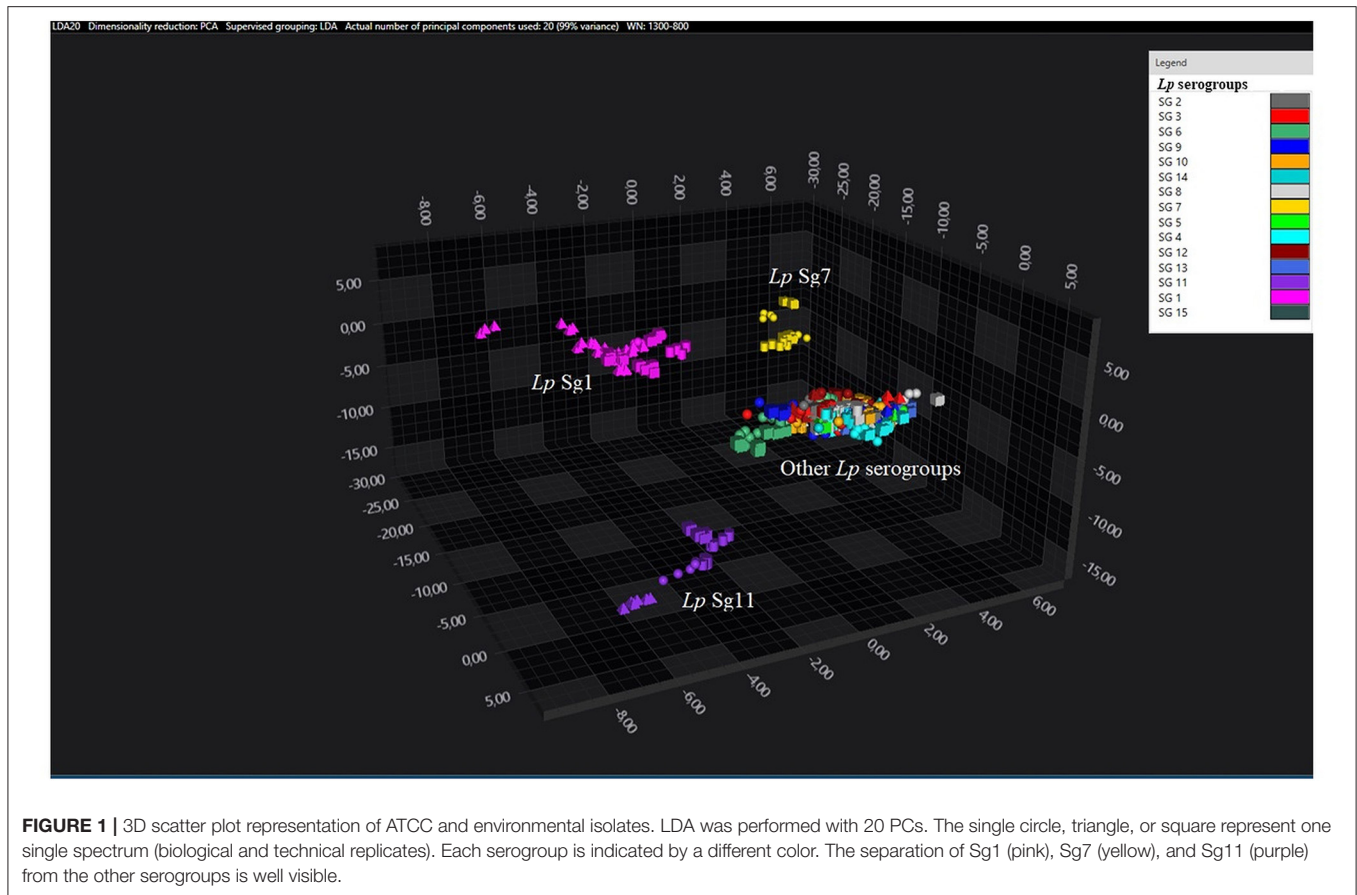 LDA20 Dimensionality reduction: PCA Supervised grouping: LDA Actual number of principal components used: 20 (99% variance) WN: 1300-800
Legend
Lp serogroups
SG 2
SG 3
SG 6
SG 9
SG 10
SG 14
SG 8
SG 7
SG 5
SG 4
SG 12
SG 13
SG 11
SG 1
SG 15
-8,00
-6,00
-4,00
-2,00
0,00
2,00
4,00
6,00
-30,00
-25,00
-20,00
-15,00
-10,00
-5,00
0,00
5,00
5,00
0,00
-5,00
-10,00
-15,00
-30,00
-25,00
-20,00
-15,00
-10,00
-5,00
0,00
5,00
Lp Sg7
Lp Sg1
Other Lp serogroups
Lp Sg11
5,00
0,00
-5,00
-10,00
-15,00
-8,00
-6,00
-4,00
-2,00
0,00
2,00
4,00
6,00
FIGURE 1 | 3D scatter plot representation of ATCC and environmental isolates. LDA was performed with 20 PCs. The single circle, triangle, or square represent one
single spectrum (biological and technical replicates). Each serogroup is indicated by a different color. The separation of Sg1 (pink), Sg7 (yellow), and Sg11 (purple)
from the other serogroups is well visible.